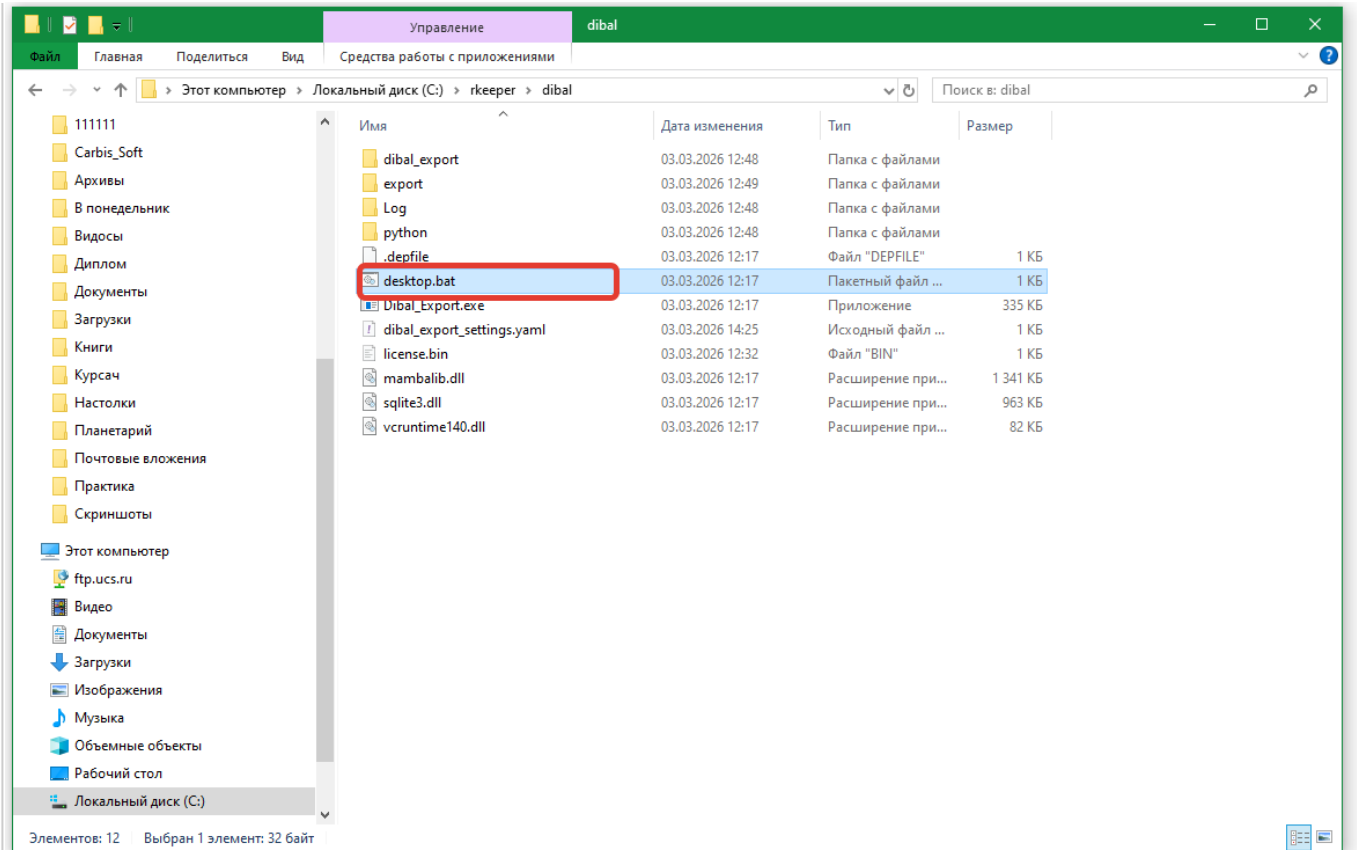 Управление
dibal
Файл
Главная
Поделиться
Вид
Средства работы с приложениями
Этот компьютер
Локальный диск (C:)
rkeeper
dibal
Поиск в: dibal
111111
Carbis_Soft
Архивы
В понедельник
Видосы
Диплом
Документы
Загрузки
Книги
Курсач
Настолки
Планетарий
Почтовые вложения
Практика
Скриншоты
Этот компьютер
ftp.ucs.ru
Видео
Документы
Загрузки
Изображения
Музыка
Объемные объекты
Рабочий стол
Локальный диск (C:)
Имя Дата изменения Тип Размер
dibal_export 03.03.2026 12:48 Папка с файлами
export 03.03.2026 12:49 Папка с файлами
Log 03.03.2026 12:48 Папка с файлами
python 03.03.2026 12:48 Папка с файлами
.depfile 03.03.2026 12:17 Файл "DEPFILE" 1 КБ
desktop.bat 03.03.2026 12:17 Пакетный файл ... 1 КБ
Dibal_Export.exe 03.03.2026 12:17 Приложение 335 КБ
dibal_export_settings.yaml 03.03.2026 14:25 Исходный файл ... 1 КБ
license.bin 03.03.2026 12:32 Файл "BIN" 1 КБ
mambalib.dll 03.03.2026 12:17 Расширение при... 1 341 КБ
sqlite3.dll 03.03.2026 12:17 Расширение при... 963 КБ
vcruntime140.dll 03.03.2026 12:17 Расширение при... 82 КБ
Элементов: 12 Выбран 1 элемент: 32 байт